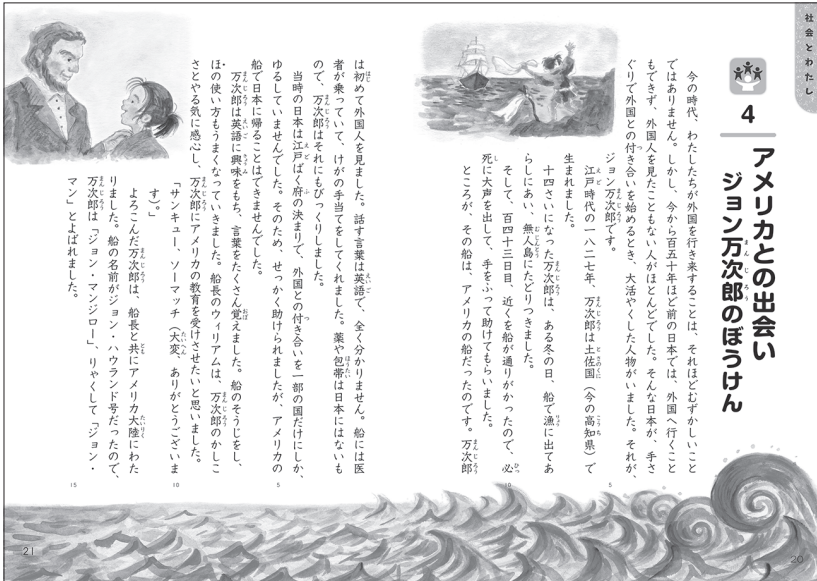 社会とわたし
4
アメリカとの出会い
ジョン万次郎のぼうけん
今の時代、わたしたちが外国を行き来することは、それほどむずかしいこと
ではありません。しかし、今から百五十年ほど前の日本では、外国へ行くこと
もできず、外国人を見たこともない人がほとんどでした。そんな日本が、手さ
ぐりで外国との付き合いを始めるとき、大活やくした人物がいました。それが、
ジョン万次郎です。
江戸時代の一八二七年、万次郎は土佐国（今の高知県）で
生まれました。
十四さいになった万次郎は、ある冬の日、船で漁に出てあ
らしにあい、無人島にたどりつきました。
そして、百四十三日目、近くを船が通りがかったので、必
死に大声を出して、手をふって助けてもらいました。
ところが、その船は、アメリカの船だったのです。万次郎
5
10
20
は初めて外国人を見ました。話す言葉は英語で、全く分かりません。船には医
者が乗っていて、けがの手当てをしてくれました。薬や包帯は日本にはないも
ので、万次郎はそれにもびっくりしました。
当時の日本は江戸ばく府の決まりで、外国との付き合いを一部の国だけにしか、
ゆるしていませんでした。そのため、せっかく助けられましたが、アメリカの
船で日本に帰ることはできませんでした。
万次郎は英語に興味をもち、言葉をたくさん覚えました。船のそうじをし、
ほの使い方もうまくなっていきました。船長のウィリアムは、万次郎のかしこ
さとやる気に感心し、万次郎にアメリカの教育を受けさせたいと思いました。
「サンキュー、ソーマッチ（大変、ありがとうございま
す）。」
よろこんだ万次郎は、船長と共にアメリカ大陸にわた
りました。船の名前がジョン・ハウランド号だったので、
万次郎は「ジョン・マンジロー」、りゃくして「ジョン・
マン」とよばれました。
5
10
15
21